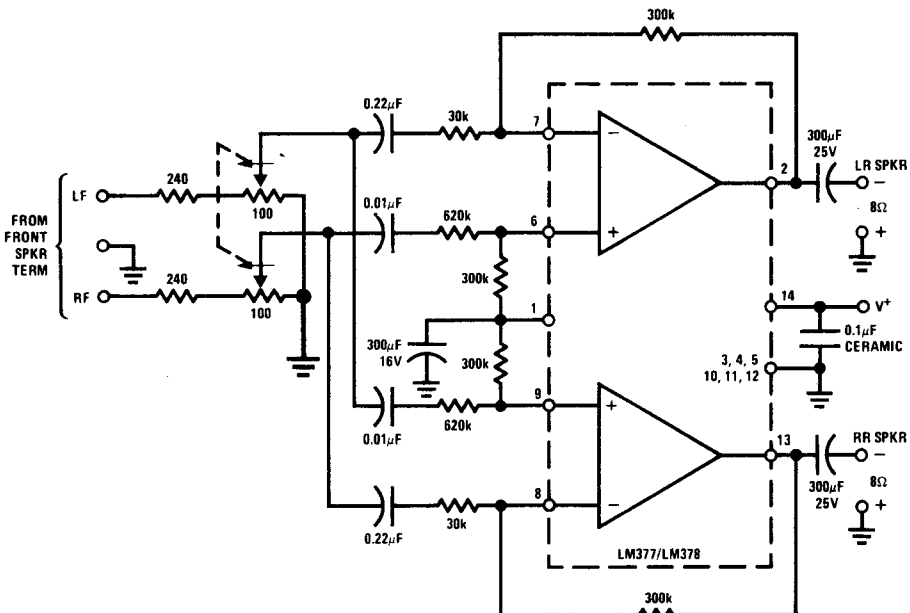 300k
0.22µF
30k
7
−
300µF
25V
2
LR SPKR
−
8Ω
+
LF
240
100
0.01µF
620k
6
+
FROM
FRONT
SPKR
TERM
300k
RF
240
100
1
14
V+
300µF
16V
300k
0.1µF
CERAMIC
3, 4, 5
10, 11, 12
9
+
0.01µF
620k
13
RR SPKR
−
300µF
25V
8Ω
+
8
−
0.22µF
30k
LM377/LM378
300k